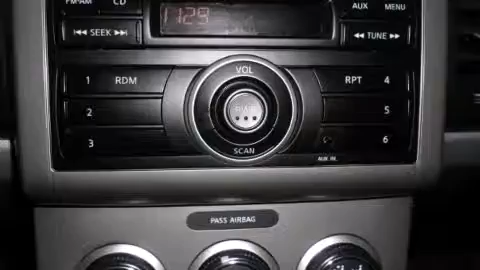 FM·AM CD AUX MENU
1129
SEEK TUNE
VOL
1 RDM RPT 4
PWR
2 5
3 6
SCAN
AUX IN
PASS AIRBAG